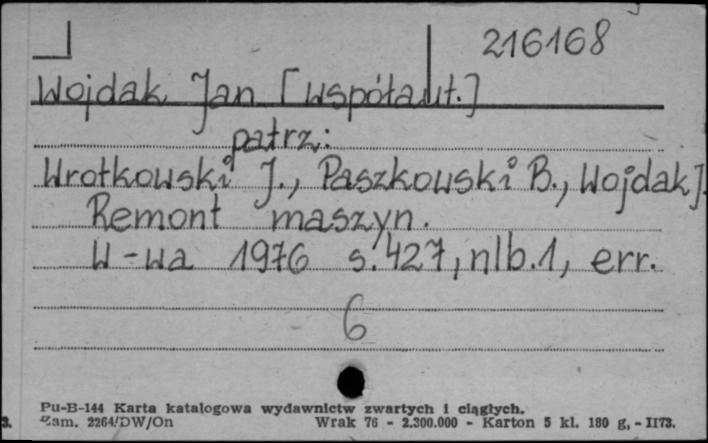 216168
Wojdak Jan [współaut.]
patrz:
Wrotkowski J., Paszkowski B., Wojdak J.
Remont maszyn.
W-wa 1976 s. 427, nlb. 1, err.
6
Pu-B-144 Karta katalogowa wydawnictw zwartych i ciągłych.
Zam. 2264/DW/On Wrak 76 - 2.300.000 - Karton 5 kl. 180 g, - II73.